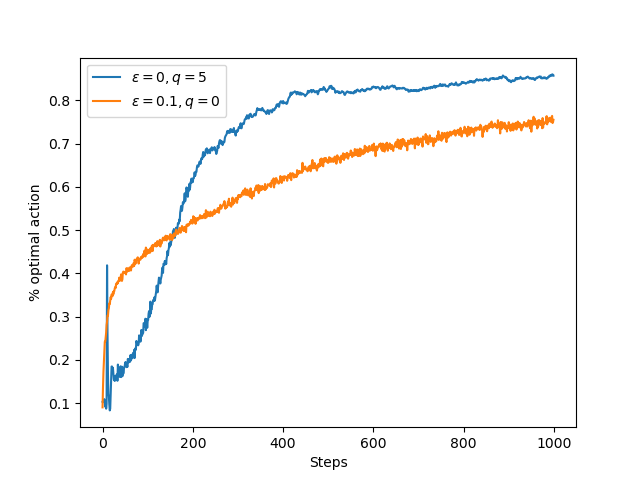 ε = 0, q = 5
ε = 0.1, q = 0
% optimal action
0.8
0.7
0.6
0.5
0.4
0.3
0.2
0.1
0 200 400 600 800 1000
Steps